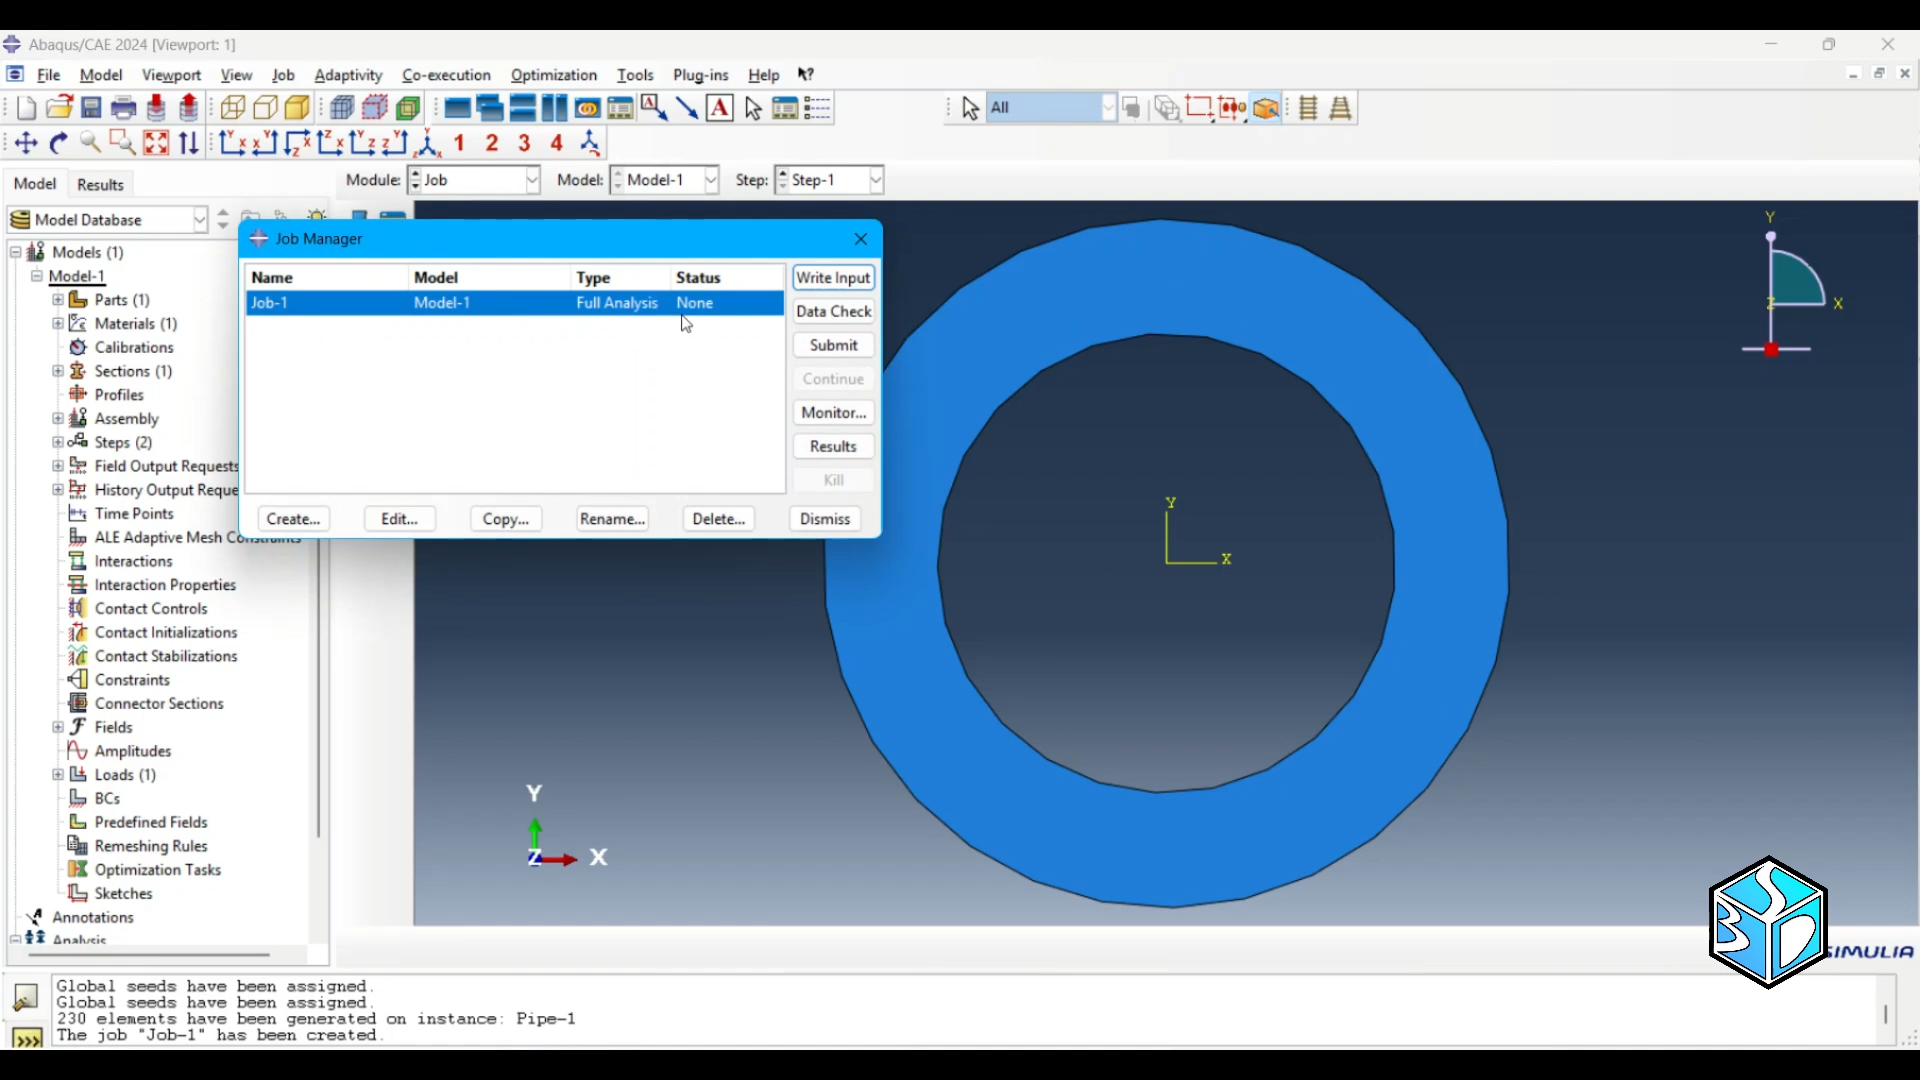 Abaqus/CAE 2024 [Viewport: 1]
File Model Viewport View Job Adaptivity Co-execution Optimization Tools Plug-ins Help
All
1 2 3 4
Model Results Module: Job Model: Model-1 Step: Step-1
Model Database
Job Manager
Name Model Type Status
Job-1 Model-1 Full Analysis None
Write Input
Data Check
Submit
Continue
Monitor...
Results
Kill
Create... Edit... Copy... Rename... Delete... Dismiss
Models (1)
Model-1
Parts (1)
Materials (1)
Calibrations
Sections (1)
Profiles
Assembly
Steps (2)
Field Output Requests
History Output Reque
Time Points
ALE Adaptive Mesh Constraints
Interactions
Interaction Properties
Contact Controls
Contact Initializations
Contact Stabilizations
Constraints
Connector Sections
Fields
Amplitudes
Loads (1)
BCs
Predefined Fields
Remeshing Rules
Optimization Tasks
Sketches
Annotations
Analysis
Y
Z X
Y
X
Y
Z X
3SD
SIMULIA
Global seeds have been assigned.
Global seeds have been assigned.
230 elements have been generated on instance: Pipe-1
The job "Job-1" has been created.